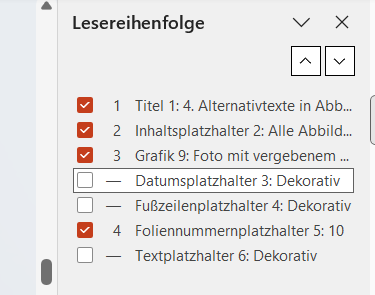 Lesereihenfolge
1 Titel 1: 4. Alternativtexte in Abb...
2 Inhaltsplatzhalter 2: Alle Abbild...
3 Grafik 9: Foto mit vergebenem ...
— Datumsplatzhalter 3: Dekorativ
— Fußzeilenplatzhalter 4: Dekorativ
4 Foliennummernplatzhalter 5: 10
— Textplatzhalter 6: Dekorativ